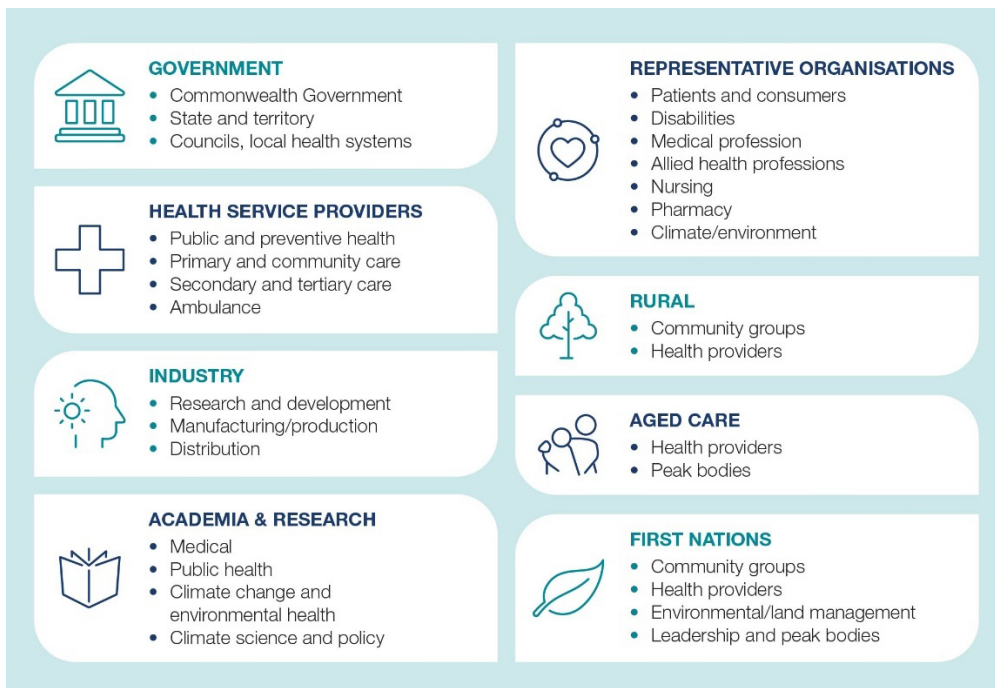 GOVERNMENT
• Commonwealth Government
• State and territory
• Councils, local health systems
HEALTH SERVICE PROVIDERS
• Public and preventive health
• Primary and community care
• Secondary and tertiary care
• Ambulance
INDUSTRY
• Research and development
• Manufacturing/production
• Distribution
ACADEMIA & RESEARCH
• Medical
• Public health
• Climate change and
environmental health
• Climate science and policy
REPRESENTATIVE ORGANISATIONS
• Patients and consumers
• Disabilities
• Medical profession
• Allied health professions
• Nursing
• Pharmacy
• Climate/environment
RURAL
• Community groups
• Health providers
AGED CARE
• Health providers
• Peak bodies
FIRST NATIONS
• Community groups
• Health providers
• Environmental/land management
• Leadership and peak bodies